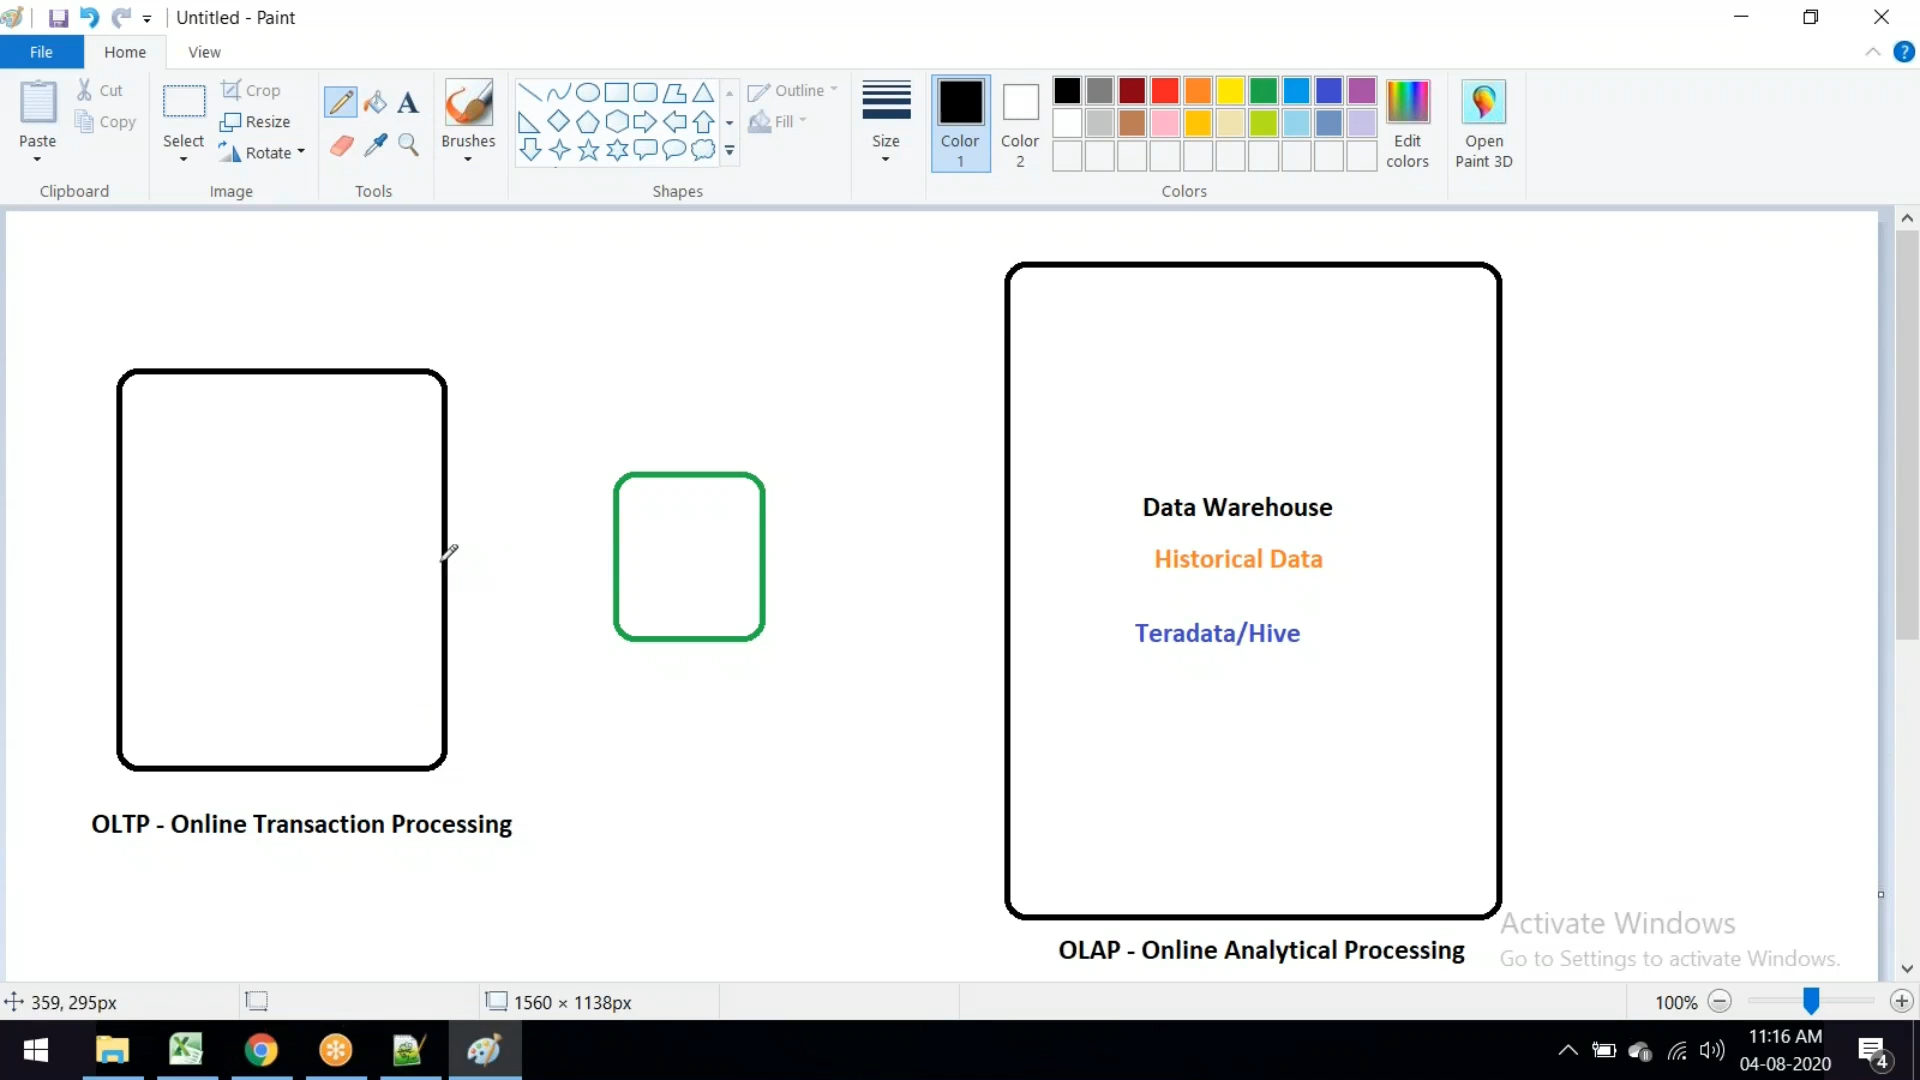 Untitled - Paint
File
Home
View
Paste
Cut
Copy
Clipboard
Select
Crop
Resize
Rotate
Image
A
Tools
Brushes
Shapes
Outline
Fill
Size
Color 1
Color 2
Colors
Edit colors
Open Paint 3D
?
Data Warehouse
Historical Data
Teradata/Hive
OLTP - Online Transaction Processing
OLAP - Online Analytical Processing
Activate Windows
Go to Settings to activate Windows.
359, 295px
1560 × 1138px
100%
11:16 AM
04-08-2020
4